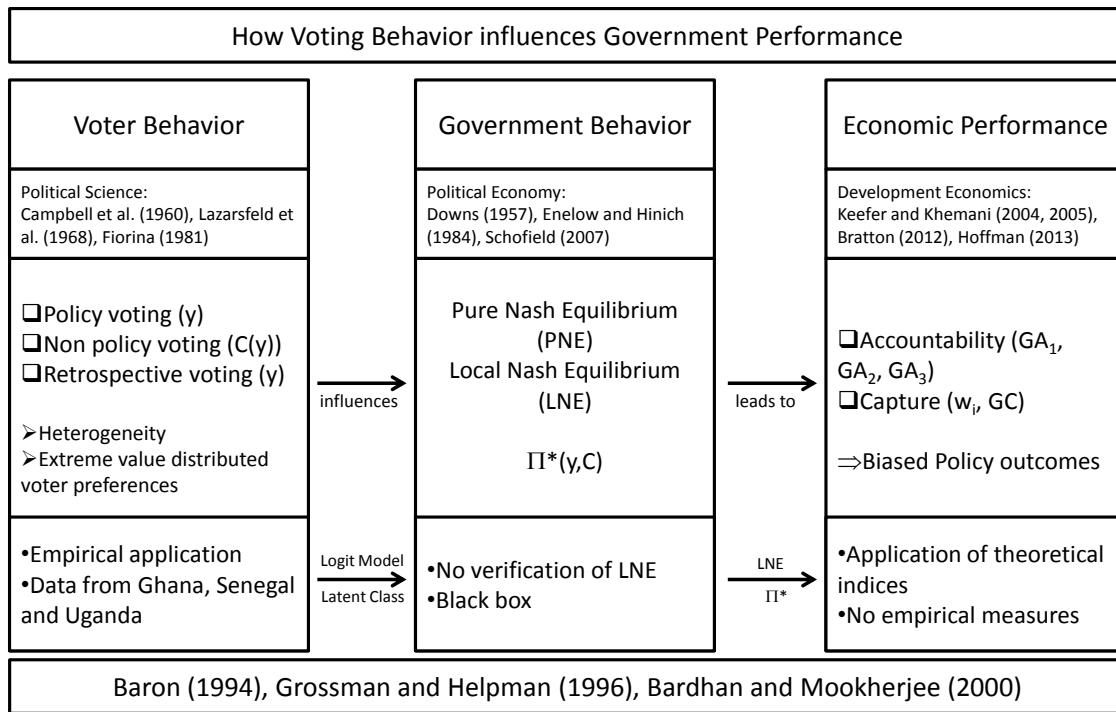 How Voting Behavior influences Government Performance
Voter Behavior
Political Science:
Campbell et al. (1960), Lazarsfeld et
al. (1968), Fiorina (1981)
❑Policy voting (y)
❑Non policy voting (C(y))
❑Retrospective voting (y)
➢Heterogeneity
➢Extreme value distributed
voter preferences
•Empirical application
•Data from Ghana, Senegal
and Uganda
influences
Logit Model
Latent Class
Government Behavior
Political Economy:
Downs (1957), Enelow and Hinich
(1984), Schofield (2007)
Pure Nash Equilibrium
(PNE)
Local Nash Equilibrium
(LNE)
Π*(y,C)
•No verification of LNE
•Black box
leads to
LNE
Π*
Economic Performance
Development Economics:
Keefer and Khemani (2004, 2005),
Bratton (2012), Hoffman (2013)
❑Accountability (GA₁,
GA₂, GA₃)
❑Capture (wᵢ, GC)
⇒Biased Policy outcomes
•Application of theoretical
indices
•No empirical measures
Baron (1994), Grossman and Helpman (1996), Bardhan and Mookherjee (2000)